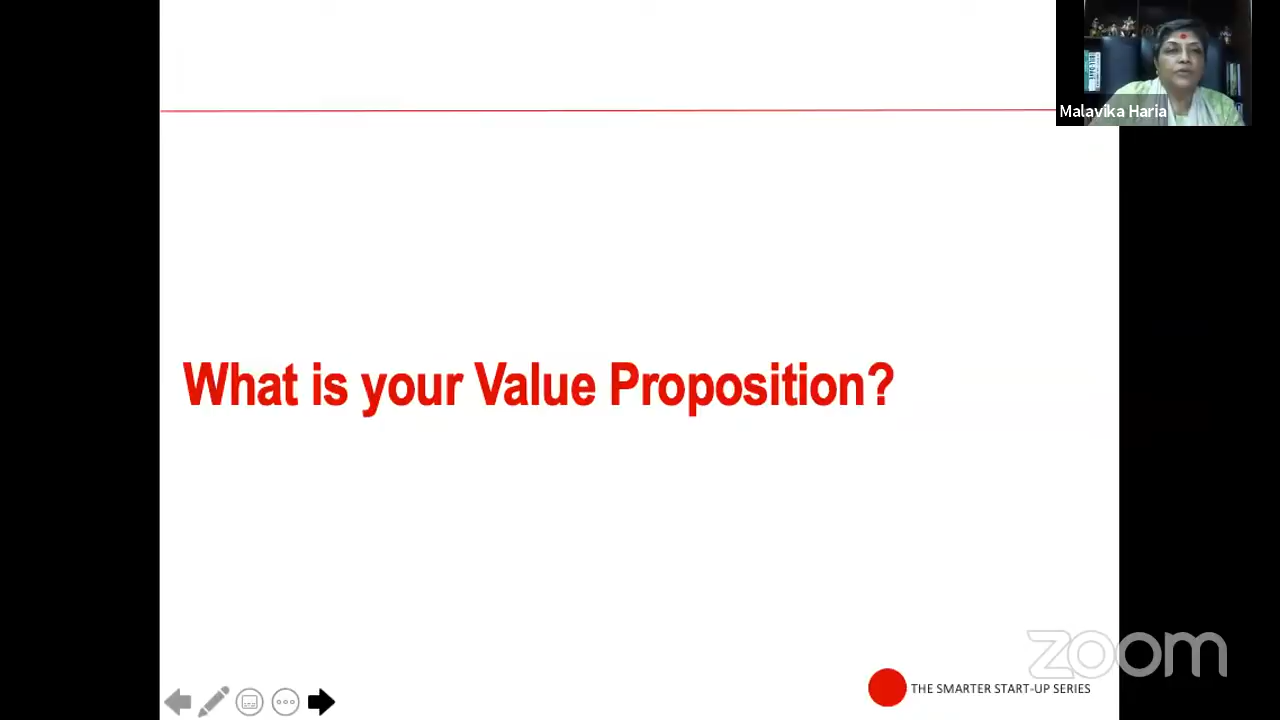 Malavika Haria
What is your Value Proposition?
zoom
THE SMARTER START-UP SERIES